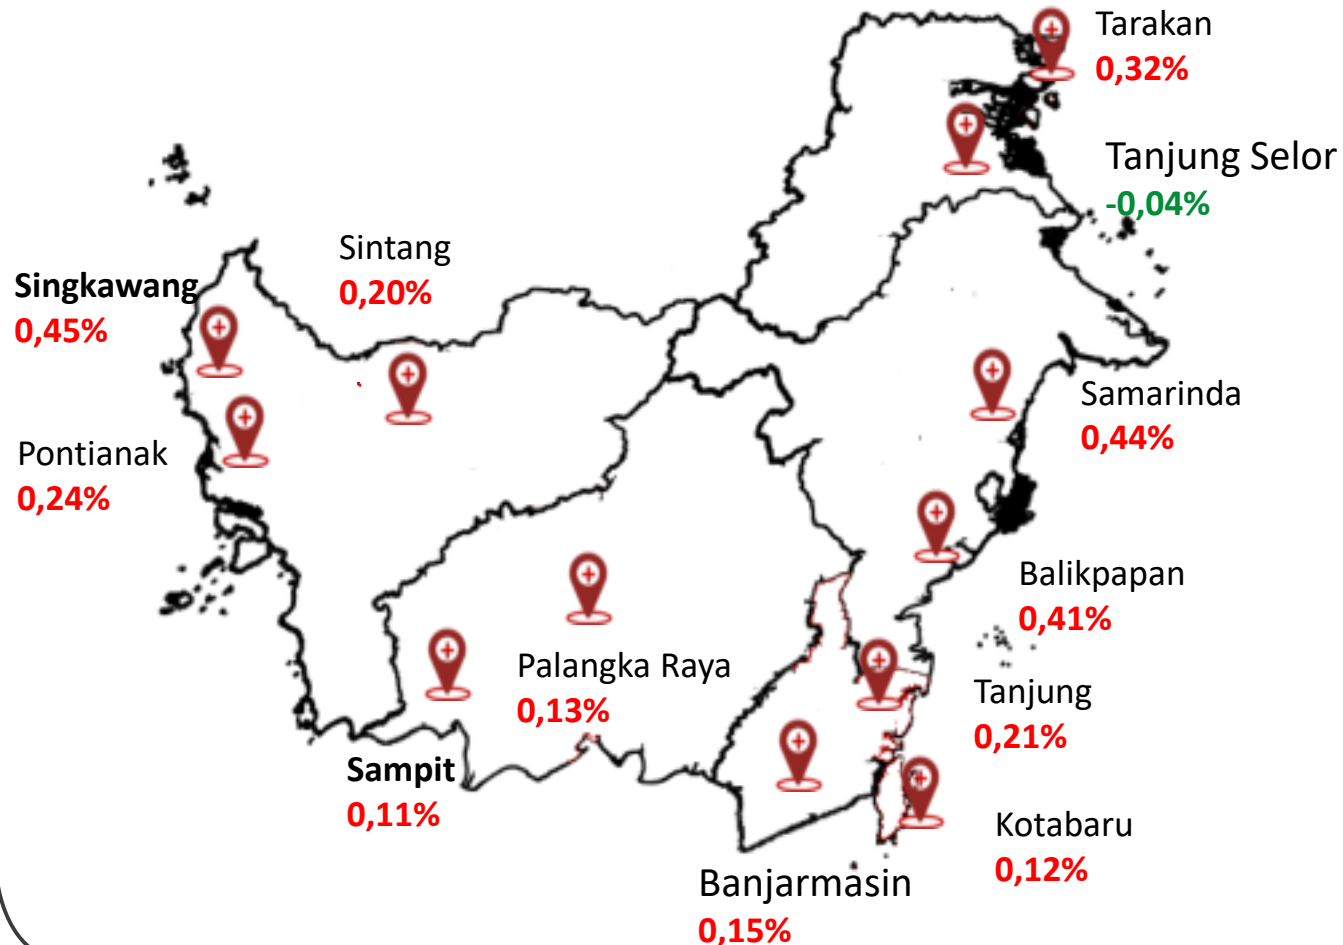 Tarakan
0,32%
Tanjung Selor
-0,04%
Sintang
0,20%
Singkawang
0,45%
Samarinda
0,44%
Pontianak
0,24%
Balikpapan
0,41%
Palangka Raya
0,13%
Tanjung
0,21%
Sampit
0,11%
Kotabaru
0,12%
Banjarmasin
0,15%